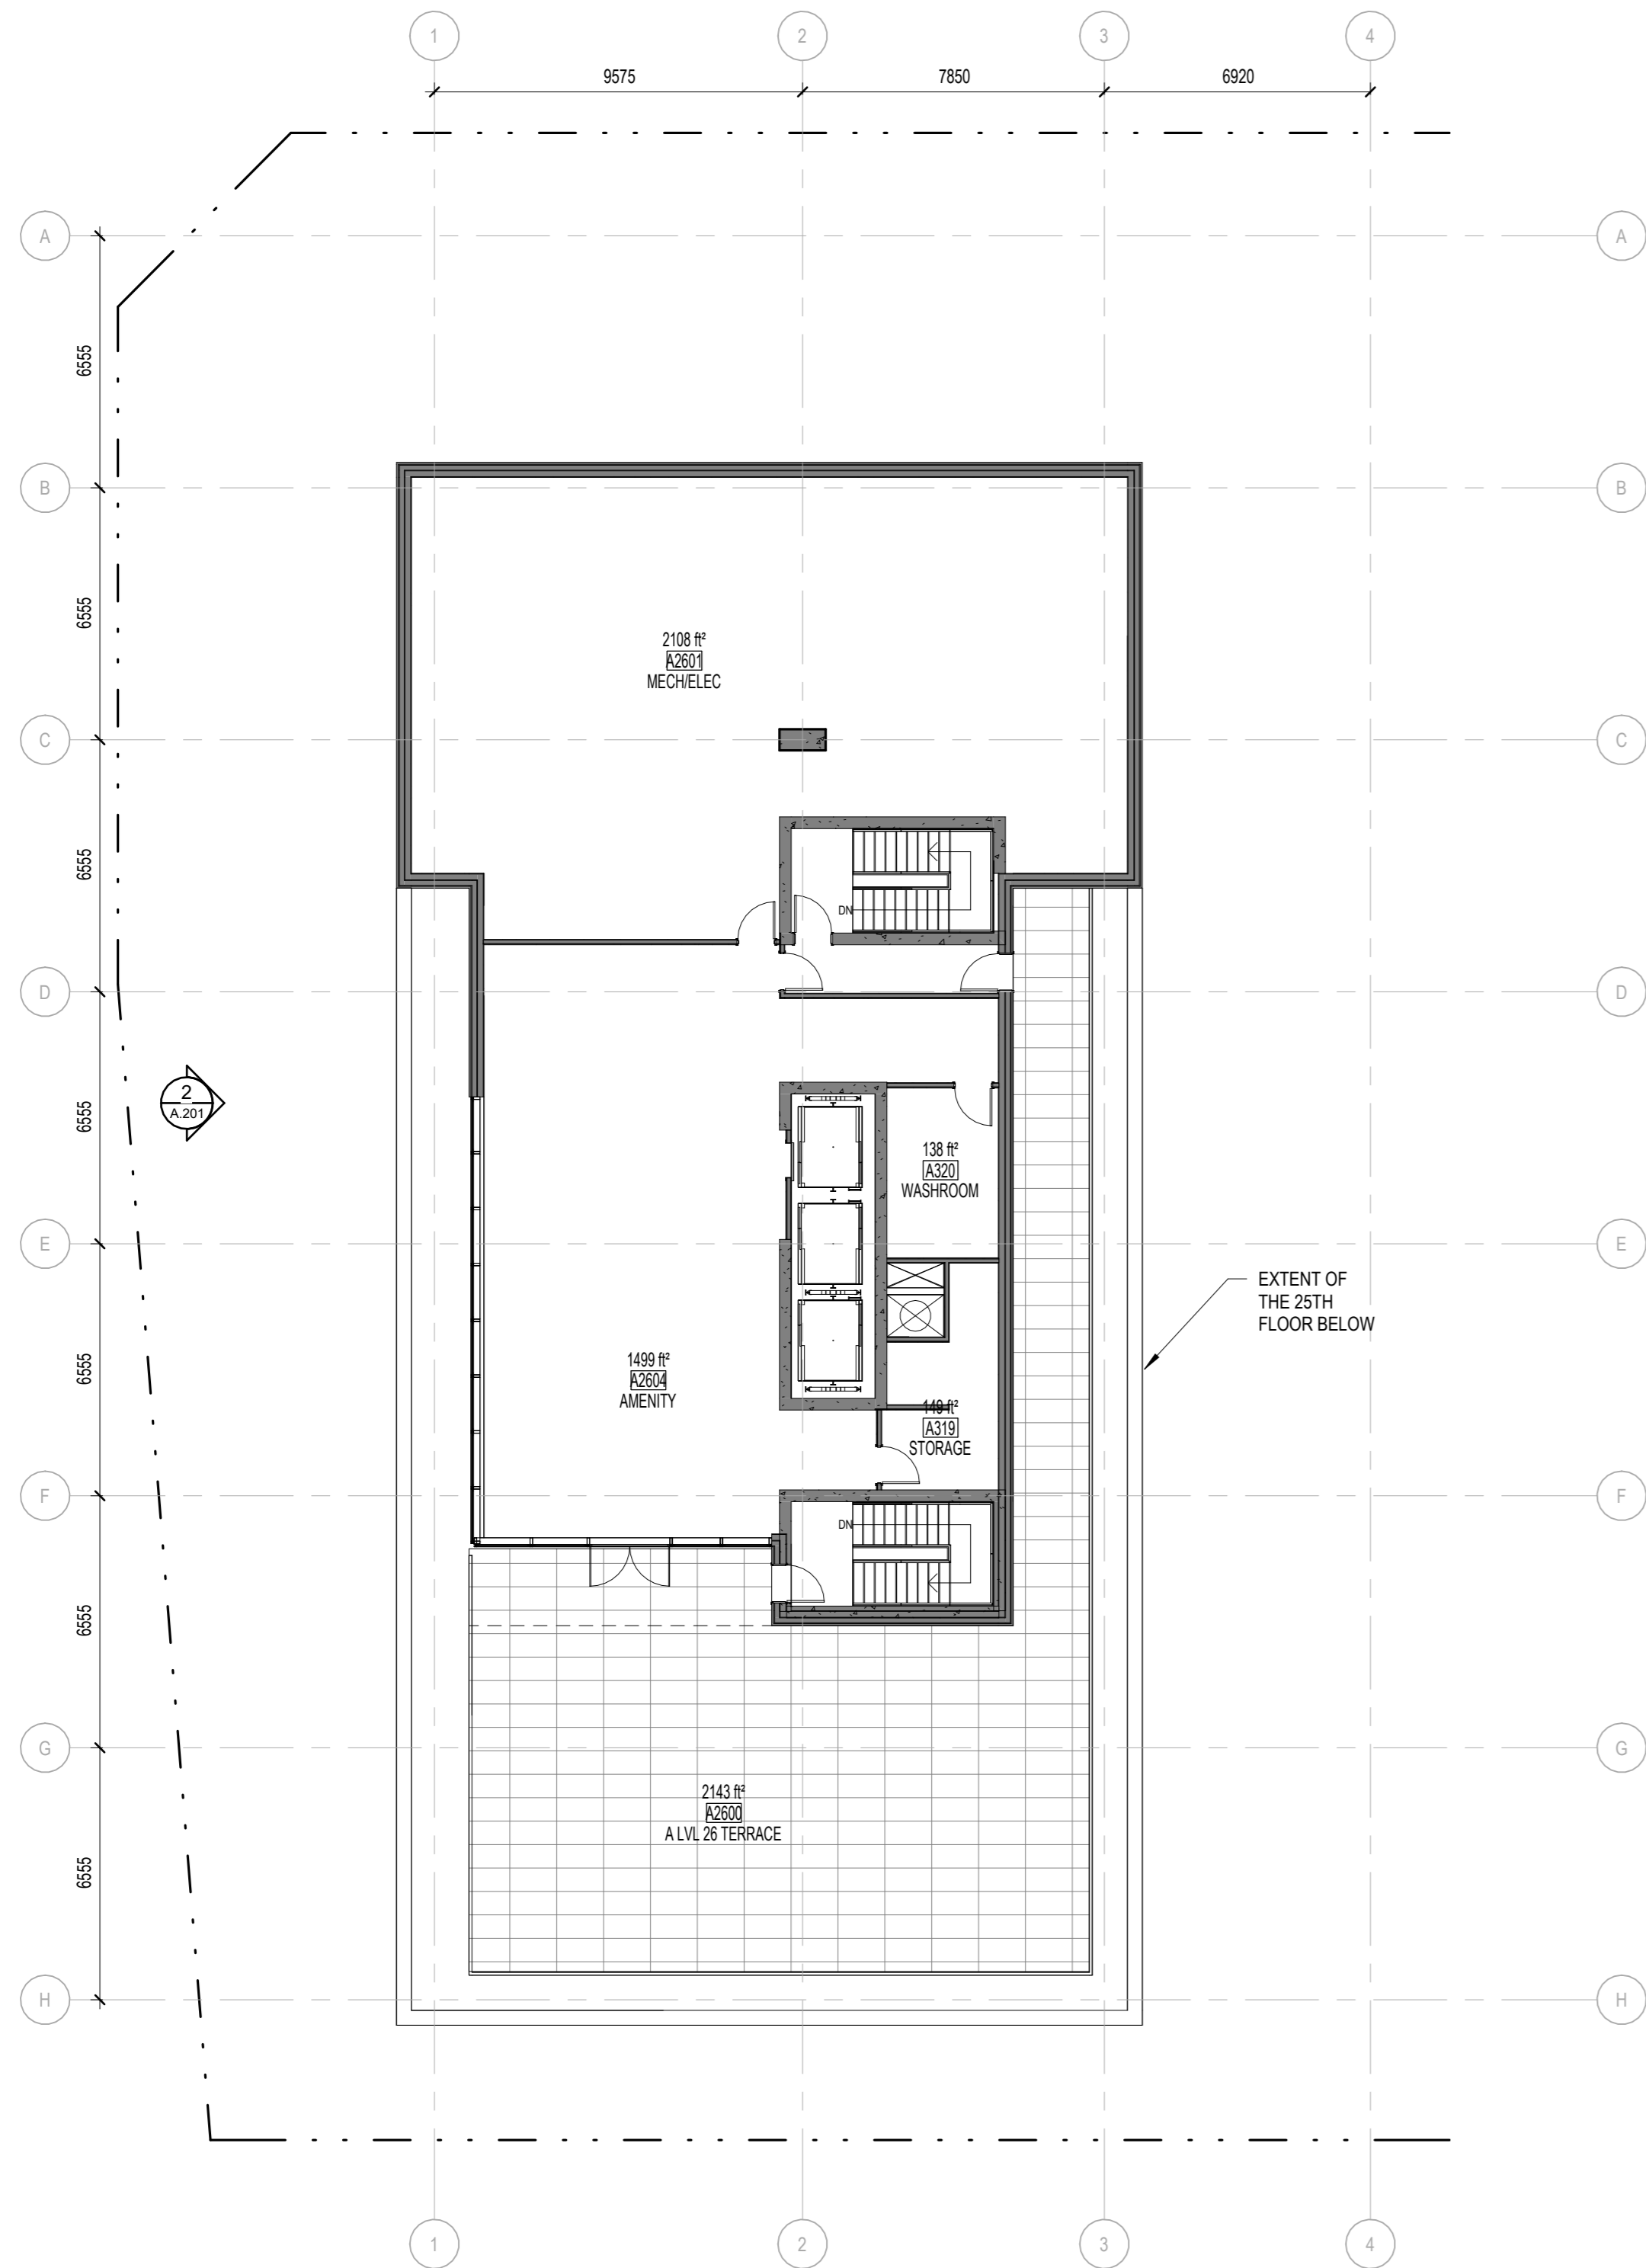 1 2 3 4
9575 7850 6920
A A
6555
B B
6555
2108 ft²
A2601
MECH/ELEC
C C
6555
DN
D D
2
A.201
6555
138 ft²
A320
WASHROOM
E E
EXTENT OF
THE 25TH
FLOOR BELOW
6555
1499 ft²
A2604
AMENITY
149 ft²
A319
STORAGE
F F
DN
6555
G G
2143 ft²
A2600
A LVL 26 TERRACE
6555
H H
1 2 3 4